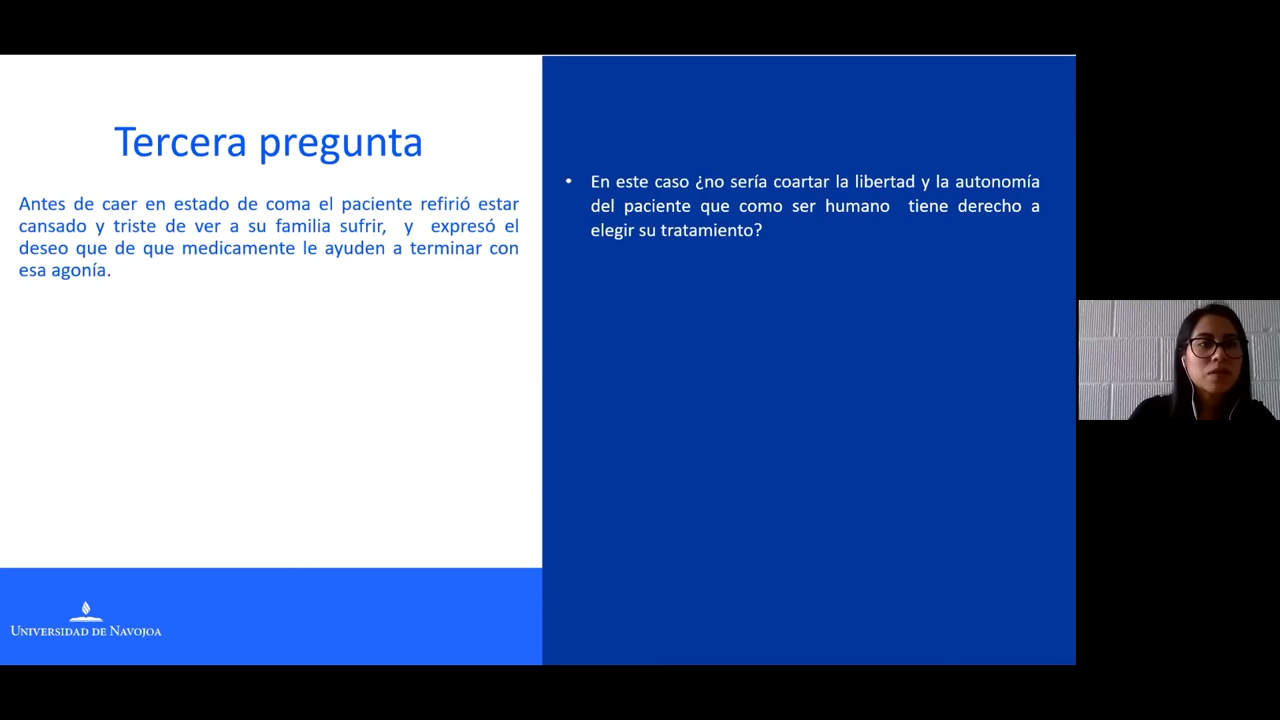 Tercera pregunta
Antes de caer en estado de coma el paciente refirió estar
cansado y triste de ver a su familia sufrir, y expresó el
deseo que de que medicamente le ayuden a terminar con
esa agonía.
• En este caso ¿no sería coartar la libertad y la autonomía
del paciente que como ser humano tiene derecho a
elegir su tratamiento?
UNIVERSIDAD DE NAVOJOA